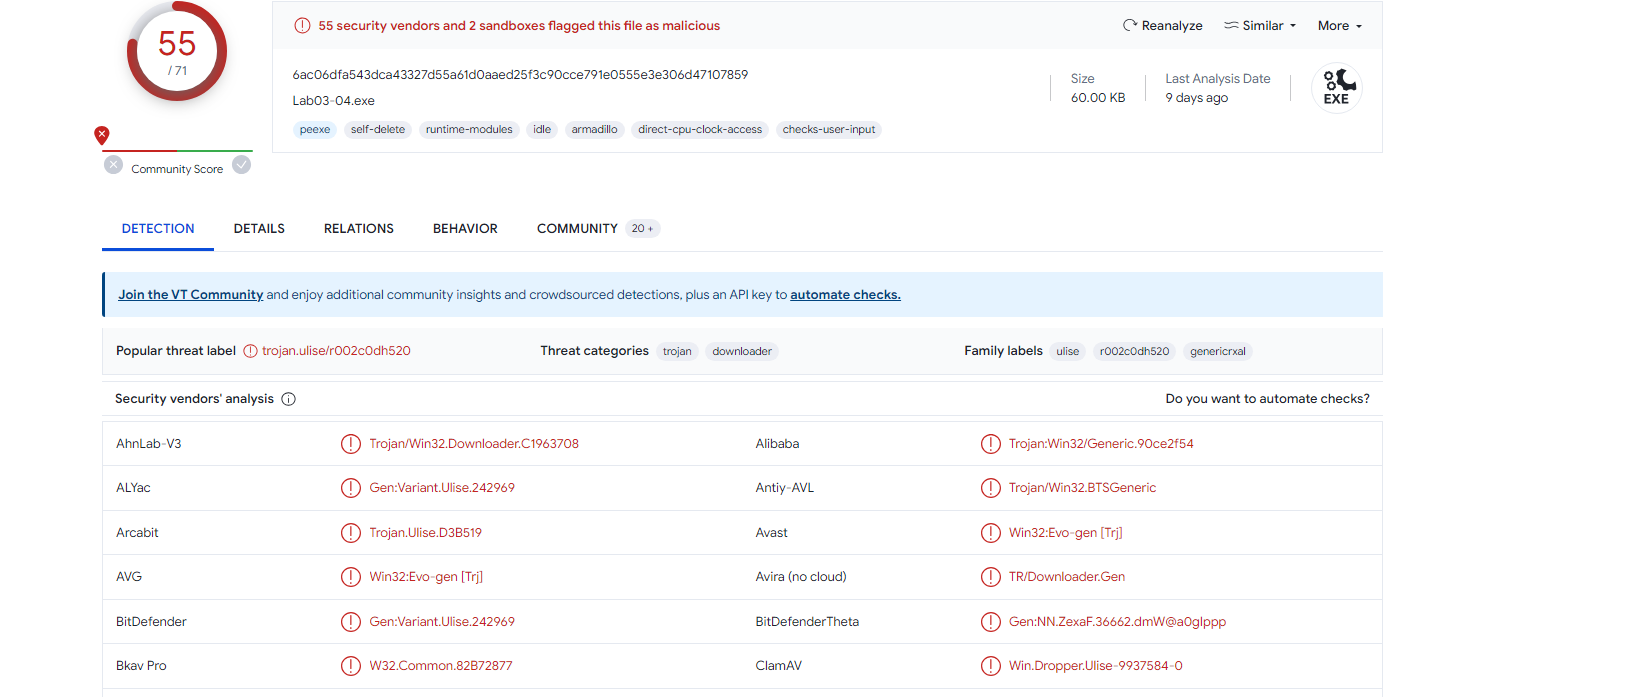 55
/ 71
Community Score
55 security vendors and 2 sandboxes flagged this file as malicious
Reanalyze
Similar
More
6ac06dfa543dca43327d55a61d0aaed25f3c90cce791e0555e3e306d47107859
Lab03-04.exe
peexe self-delete runtime-modules idle armadillo direct-cpu-clock-access checks-user-input
Size
60.00 KB
Last Analysis Date
9 days ago
EXE
DETECTION DETAILS RELATIONS BEHAVIOR COMMUNITY 20 +
Join the VT Community and enjoy additional community insights and crowdsourced detections, plus an API key to automate checks.
Popular threat label trojan.ulise/r002c0dh520 Threat categories trojan downloader Family labels ulise r002c0dh520 genericrxal
Security vendors' analysis Do you want to automate checks?
AhnLab-V3 Trojan/Win32.Downloader.C1963708 Alibaba Trojan:Win32/Generic.90ce2f54
ALYac Gen:Variant.Ulise.242969 Antiy-AVL Trojan/Win32.BTSGeneric
Arcabit Trojan.Ulise.D3B519 Avast Win32:Evo-gen [Trj]
AVG Win32:Evo-gen [Trj] Avira (no cloud) TR/Downloader.Gen
BitDefender Gen:Variant.Ulise.242969 BitDefenderTheta Gen:NN.ZexaF.36662.dmW@a0glppp
Bkav Pro W32.Common.82B72877 ClamAV Win.Dropper.Ulise-9937584-0